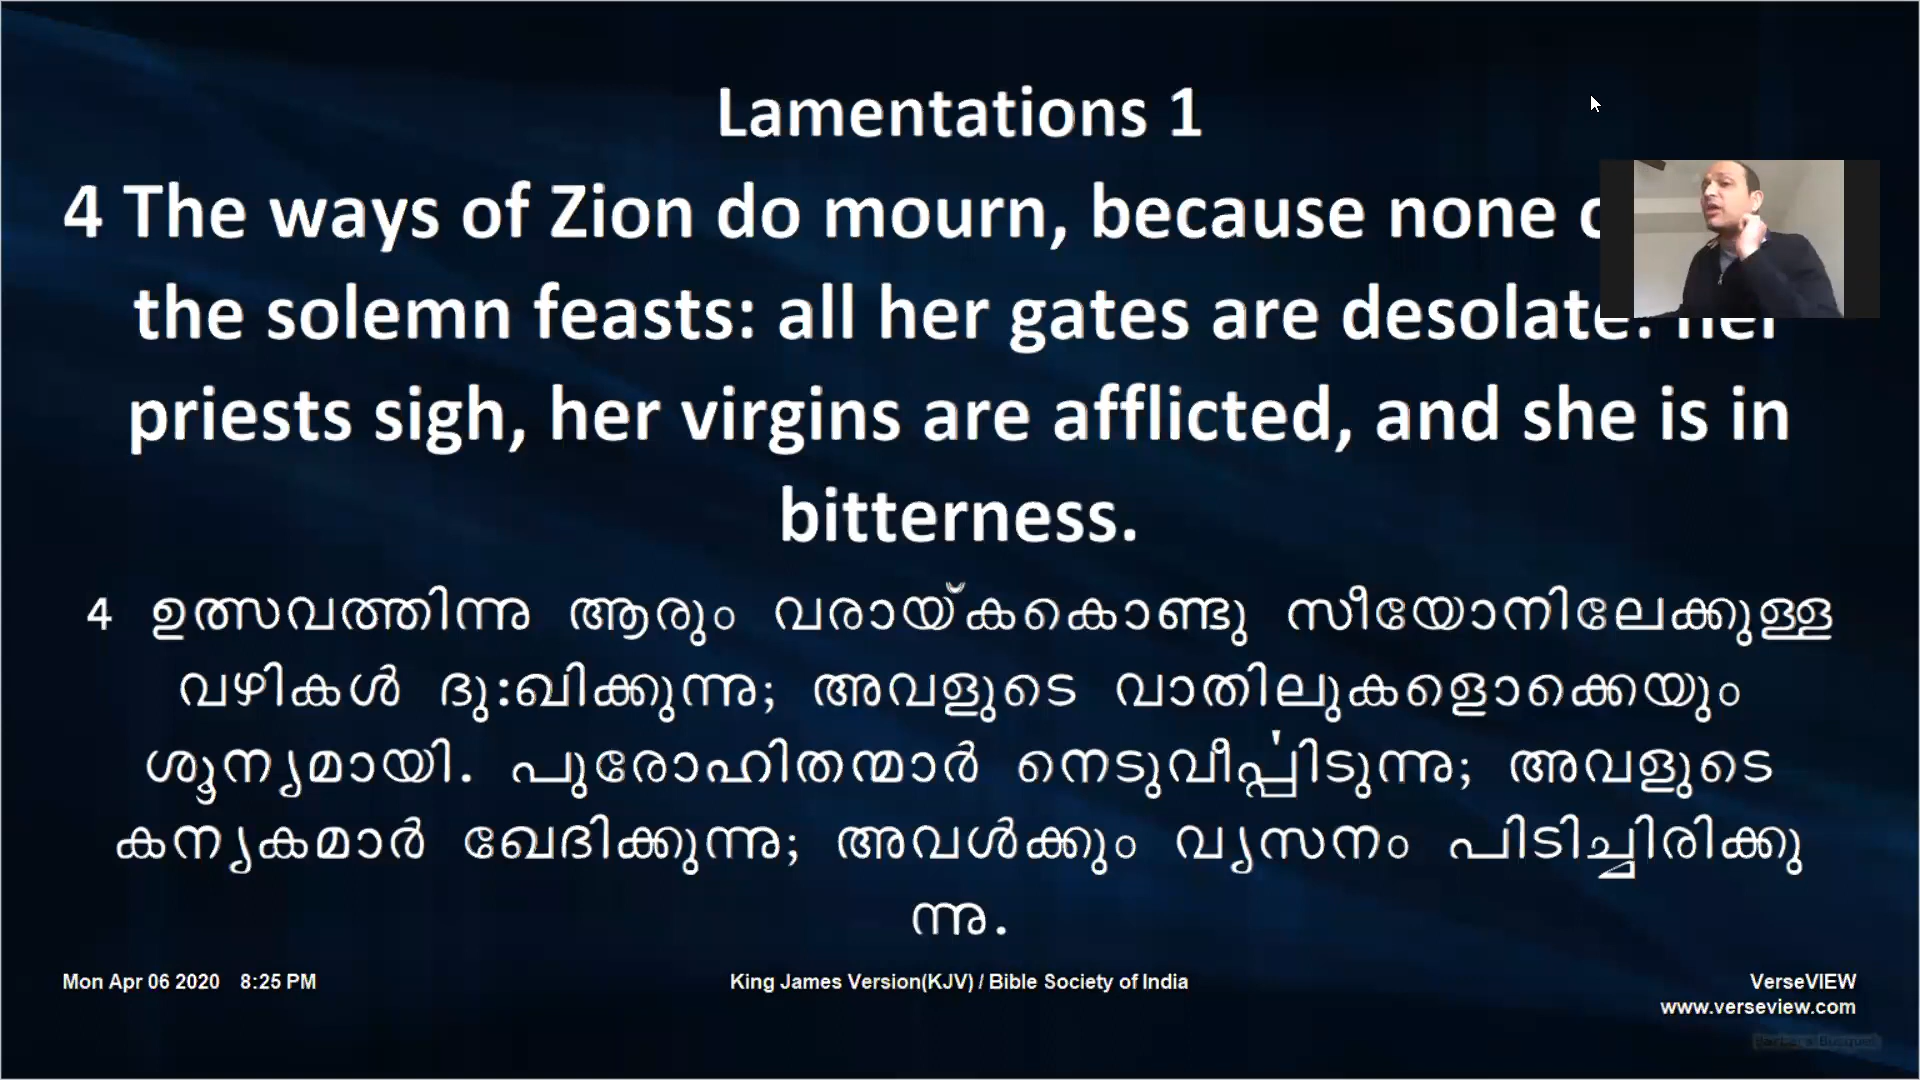 Lamentations 1
4 The ways of Zion do mourn, because none
the solemn feasts: all her gates are desolate: her
priests sigh, her virgins are afflicted, and she is in
bitterness.
4 ഉത്സവത്തിന്നു ആരും വരായ്കകൊണ്ടു സീയോനിലേക്കുള്ള
വഴികൾ ദു:ഖിക്കുന്നു; അവളുടെ വാതിലുകളൊക്കെയും
ശൂന്യമായി. പുരോഹിതന്മാർ നെടുവീർപ്പിടുന്നു; അവളുടെ
കന്യകമാർ ഖേദിക്കുന്നു; അവൾക്കും വ്യസനം പിടിച്ചിരിക്കു
ന്നു.
Mon Apr 06 2020 8:25 PM King James Version(KJV) / Bible Society of India VerseVIEW
www.verseview.com